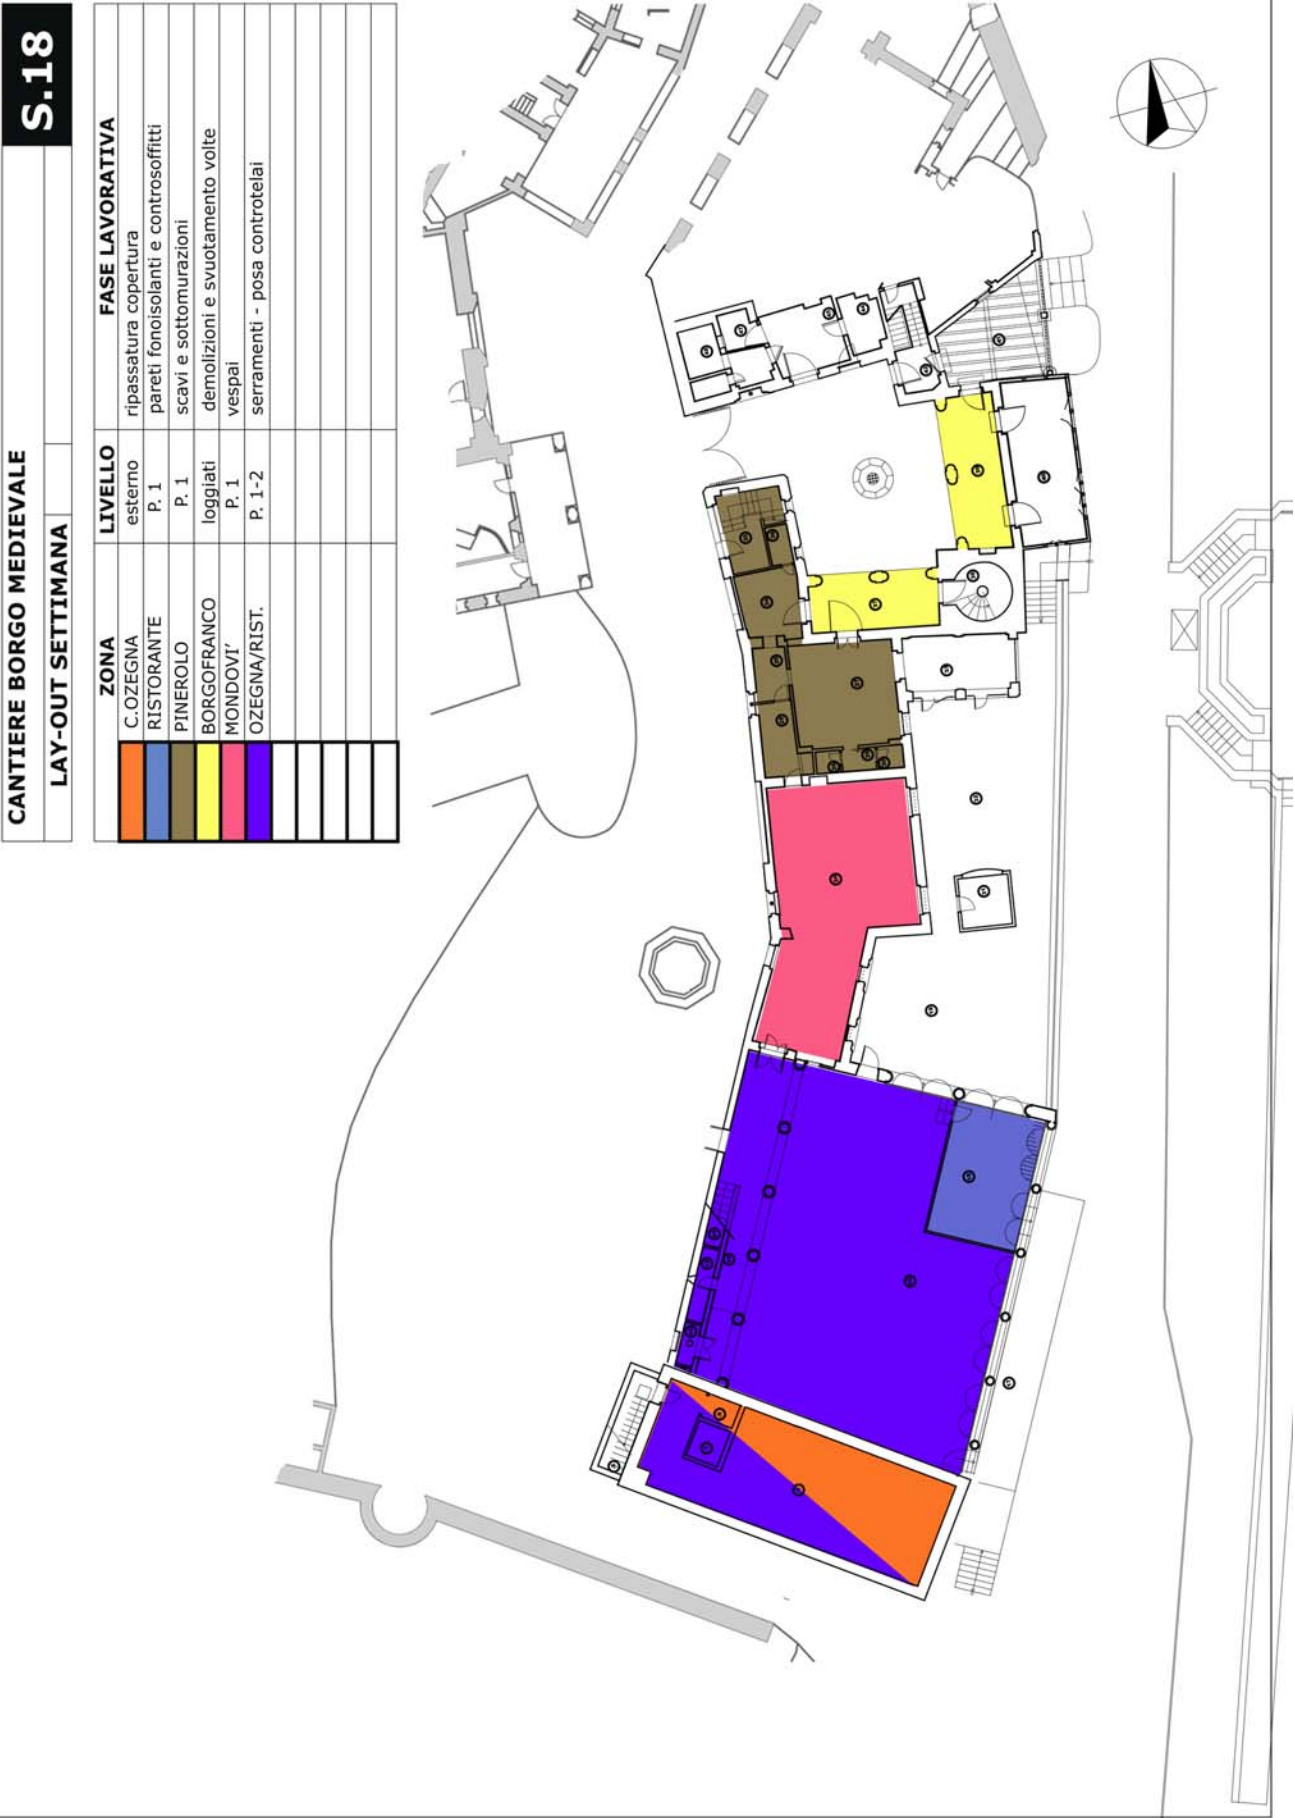 CANTIERE BORGO MEDIEVALE
LAY-OUT SETTIMANA
S.18
ZONA LIVELLO FASE LAVORATIVA
C.OZEGNA esterno ripassatura copertura
RISTORANTE P. 1 pareti fonoisolanti e controsoffitti
PINEROLO P. 1 scavi e sottomurazioni
BORGOFRANCO loggiati demolizioni e svuotamento volte
MONDOVI' P. 1 vespai
OZEGNA/RIST. P. 1-2 serramenti - posa controtelai